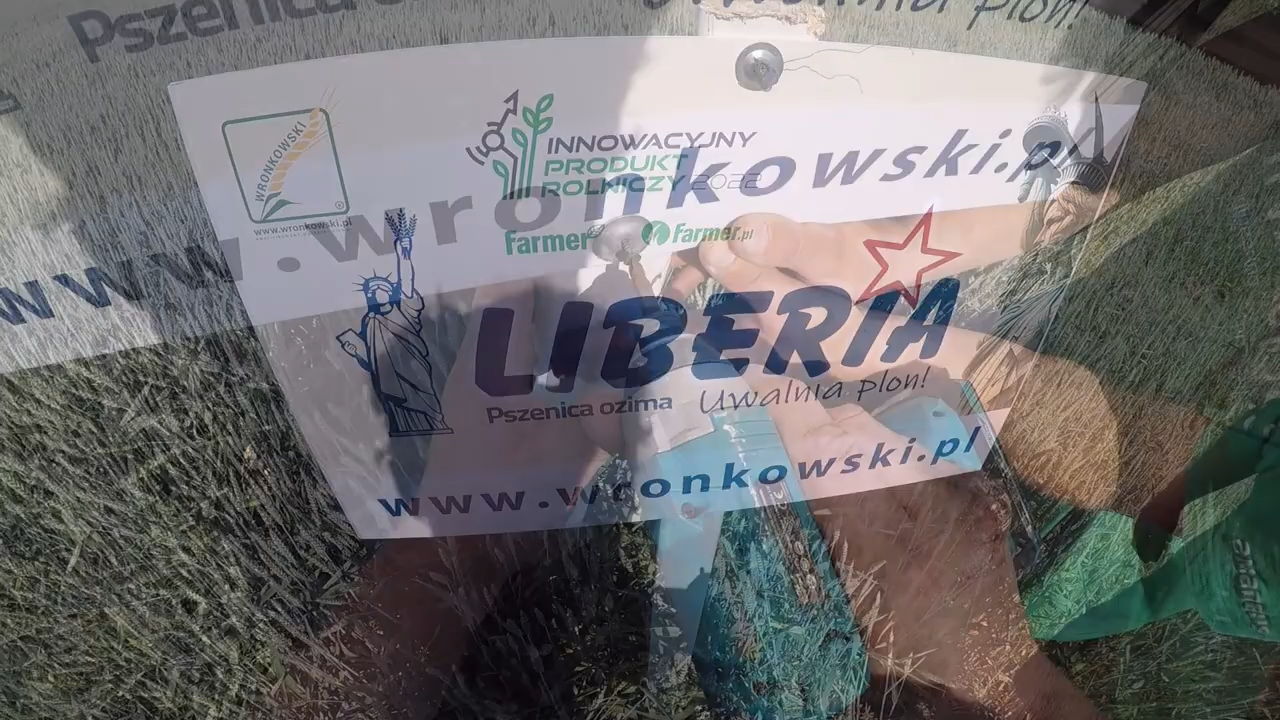 Pszenica
Uwalnia plon!
WRONKOWSKI
www.wronkowski.pl
INNOWACYJNY
PRODUKT
ROLNICZY 2022
www.wronkowski.pl
Farmer
Farmer.pl
LIBERIA
Pszenica ozima Uwalnia plon!
www.wronkowski.pl